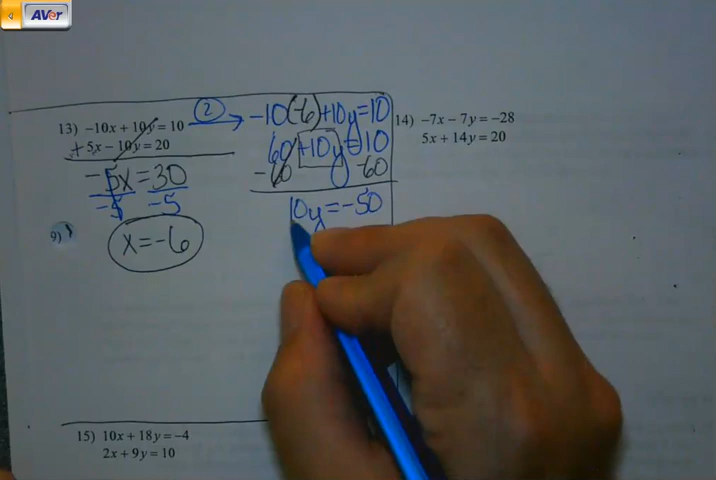 AVer
13) -10x + 10y = 10
5x - 10y = 20
-5x = 30
-5 -5
x = -6
2
-10(-6) + 10y = 10
60 + 10y = 10
-60 -60
10y = -50
14) -7x - 7y = -28
5x + 14y = 20
9)
15) 10x + 18y = -4
2x + 9y = 10